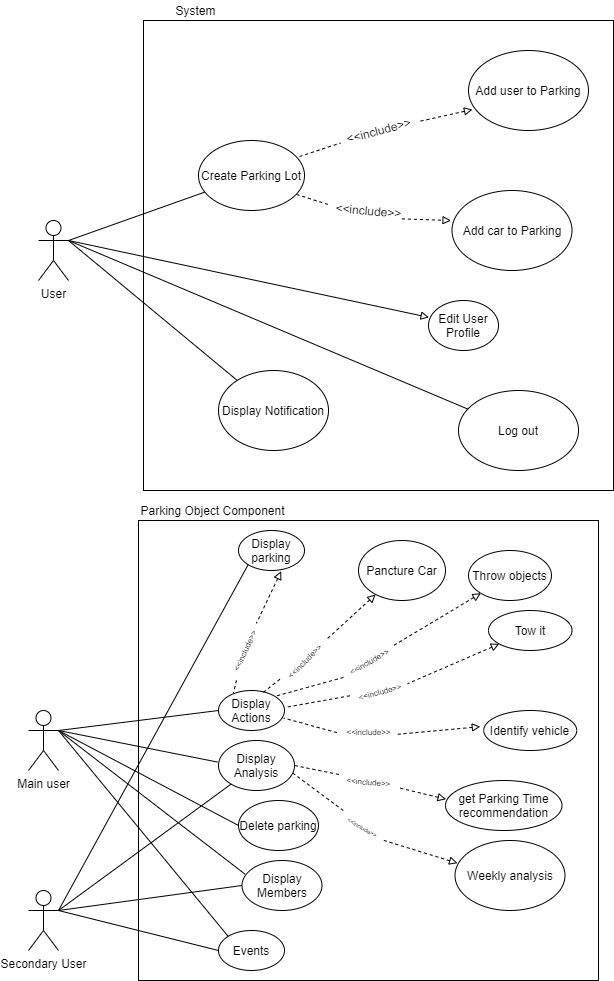 System
Add user to Parking
<<include>>
Create Parking Lot
<<include>>
Add car to Parking
User
Edit User
Profile
Display Notification
Log out
Parking Object Component
Display
parking
Pancture Car
Throw objects
Tow it
<<include>>
<<include>>
<<include>>
<<include>>
Display
Actions
<<include>>
Identify vehicle
Main user
Display
Analysis
<<include>>
get Parking Time
recommendation
Delete parking
<<include>>
Weekly analysis
Display
Members
Events
Secondary User